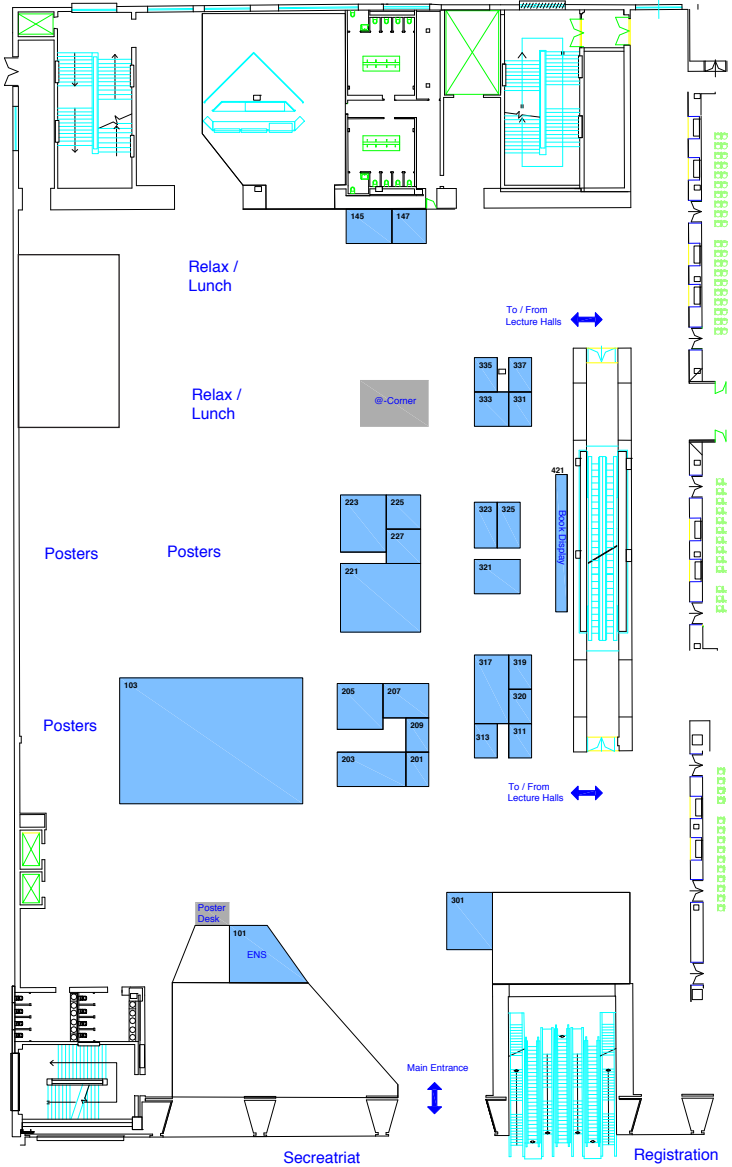 145
147
Relax /
Lunch
To / From
Lecture Halls
335
337
Relax /
Lunch
@-Corner
333
331
421
223
225
323
325
Book Display
227
Posters
Posters
221
321
317
319
103
205
207
320
Posters
209
313
311
203
201
To / From
Lecture Halls
301
Poster
Desk
101
ENS
Main Entrance
Secreatriat
Registration